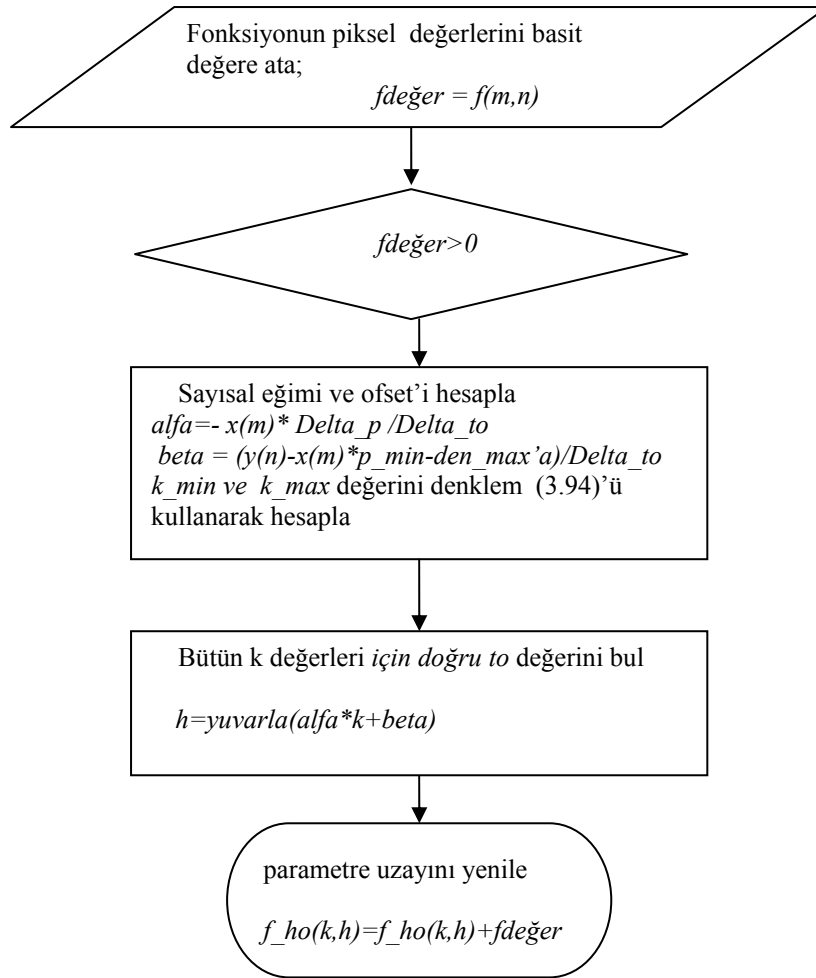 Fonksiyonun piksel değerlerini basit
değere ata;
fdeğer = f(m,n)
fdeğer>0
Sayısal eğimi ve ofset’i hesapla
alfa=- x(m)* Delta_p /Delta_to
beta = (y(n)-x(m)*p_min-den_max’a)/Delta_to
k_min ve k_max değerini denklem (3.94)’ü
kullanarak hesapla
Bütün k değerleri için doğru to değerini bul
h=yuvarla(alfa*k+beta)
parametre uzayını yenile
f_ho(k,h)=f_ho(k,h)+fdeğer